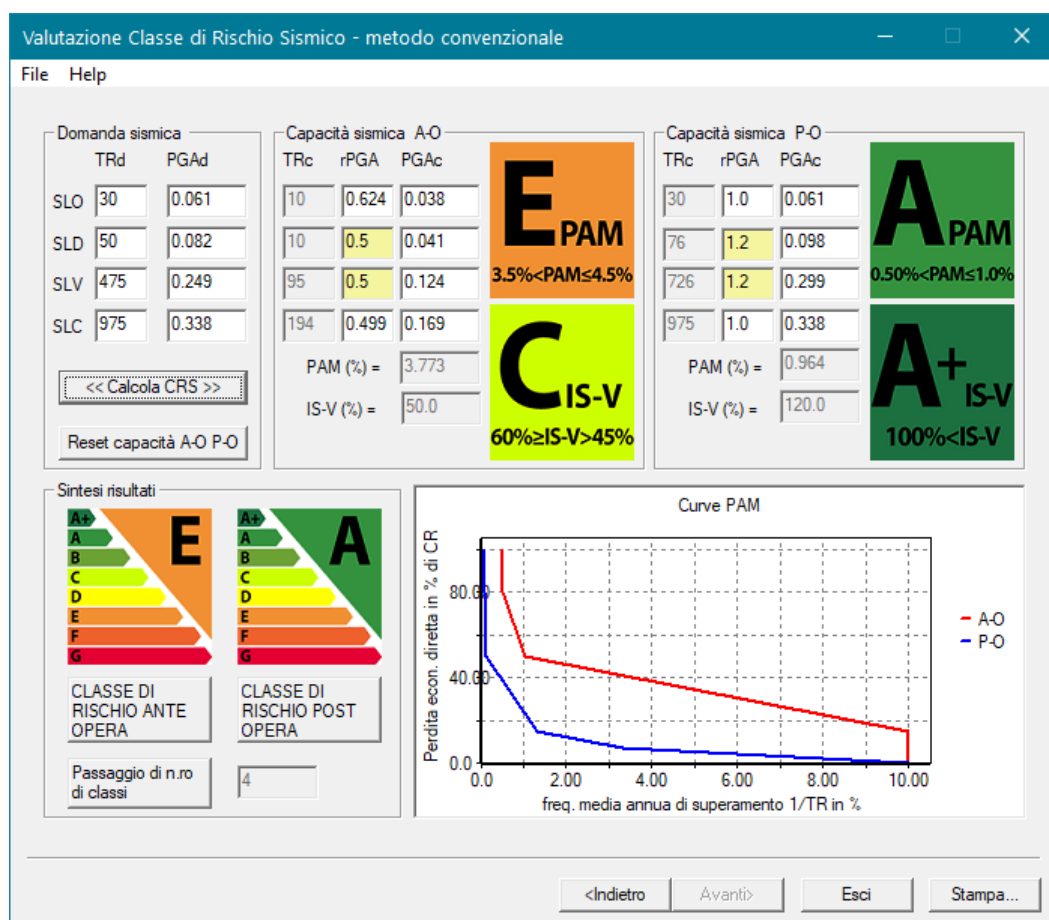 Valutazione Classe di Rischio Sismico - metodo convenzionale
File Help
Domanda sismica
TRd PGAd
SLO 30 0.061
SLD 50 0.082
SLV 475 0.249
SLC 975 0.338
<< Calcola CRS >>
Reset capacità A-O P-O
Capacità sismica A-O
TRc rPGA PGAc
10 0.624 0.038
10 0.5 0.041
95 0.5 0.124
194 0.499 0.169
PAM (%) = 3.773
IS-V (%) = 50.0
E PAM
3.5%<PAM≤4.5%
C IS-V
60%≥IS-V>45%
Capacità sismica P-O
TRc rPGA PGAc
30 1.0 0.061
76 1.2 0.098
726 1.2 0.299
975 1.0 0.338
PAM (%) = 0.964
IS-V (%) = 120.0
A PAM
0.50%<PAM≤1.0%
A+ IS-V
100%<IS-V
Sintesi risultati
A+
A
B
C
D
E
F
G
E
A+
A
B
C
D
E
F
G
A
CLASSE DI
RISCHIO ANTE
OPERA
CLASSE DI
RISCHIO POST
OPERA
Passaggio di n.ro
di classi
4
Curve PAM
Perdita econ. diretta in % di CR
80.00
40.00
0.0
0.0 2.00 4.00 6.00 8.00 10.00
freq. media annua di superamento 1/TR in %
A-O
P-O
<Indietro
Avanti>
Esci
Stampa...